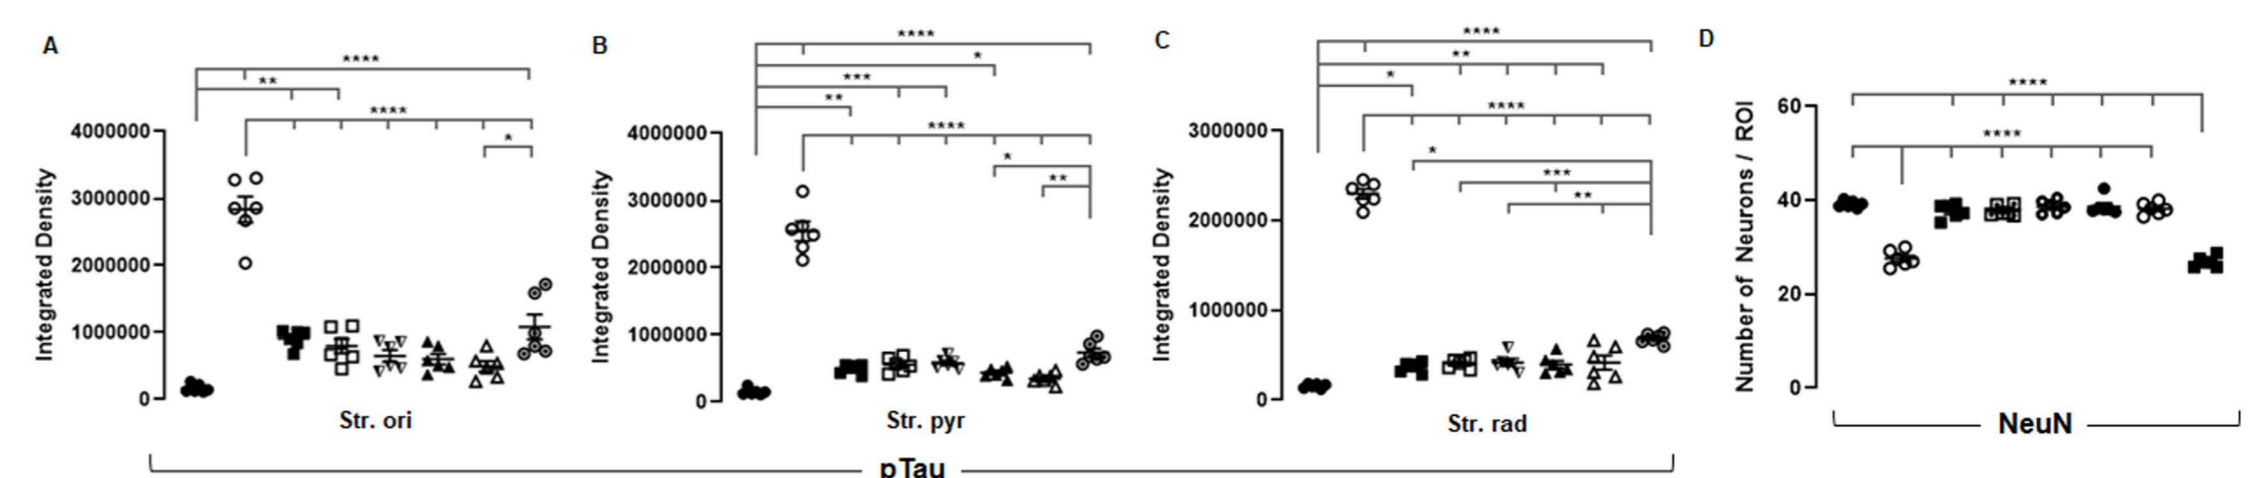 A
B
C
D
****
**
****
*
Integrated Density
4000000
3000000
2000000
1000000
0
Str. ori
****
*
***
**
****
*
**
Integrated Density
4000000
3000000
2000000
1000000
0
Str. pyr
****
**
*
****
*
***
**
Integrated Density
3000000
2000000
1000000
0
Str. rad
pTau
****
****
Number of Neurons / ROI
60
40
20
0
NeuN